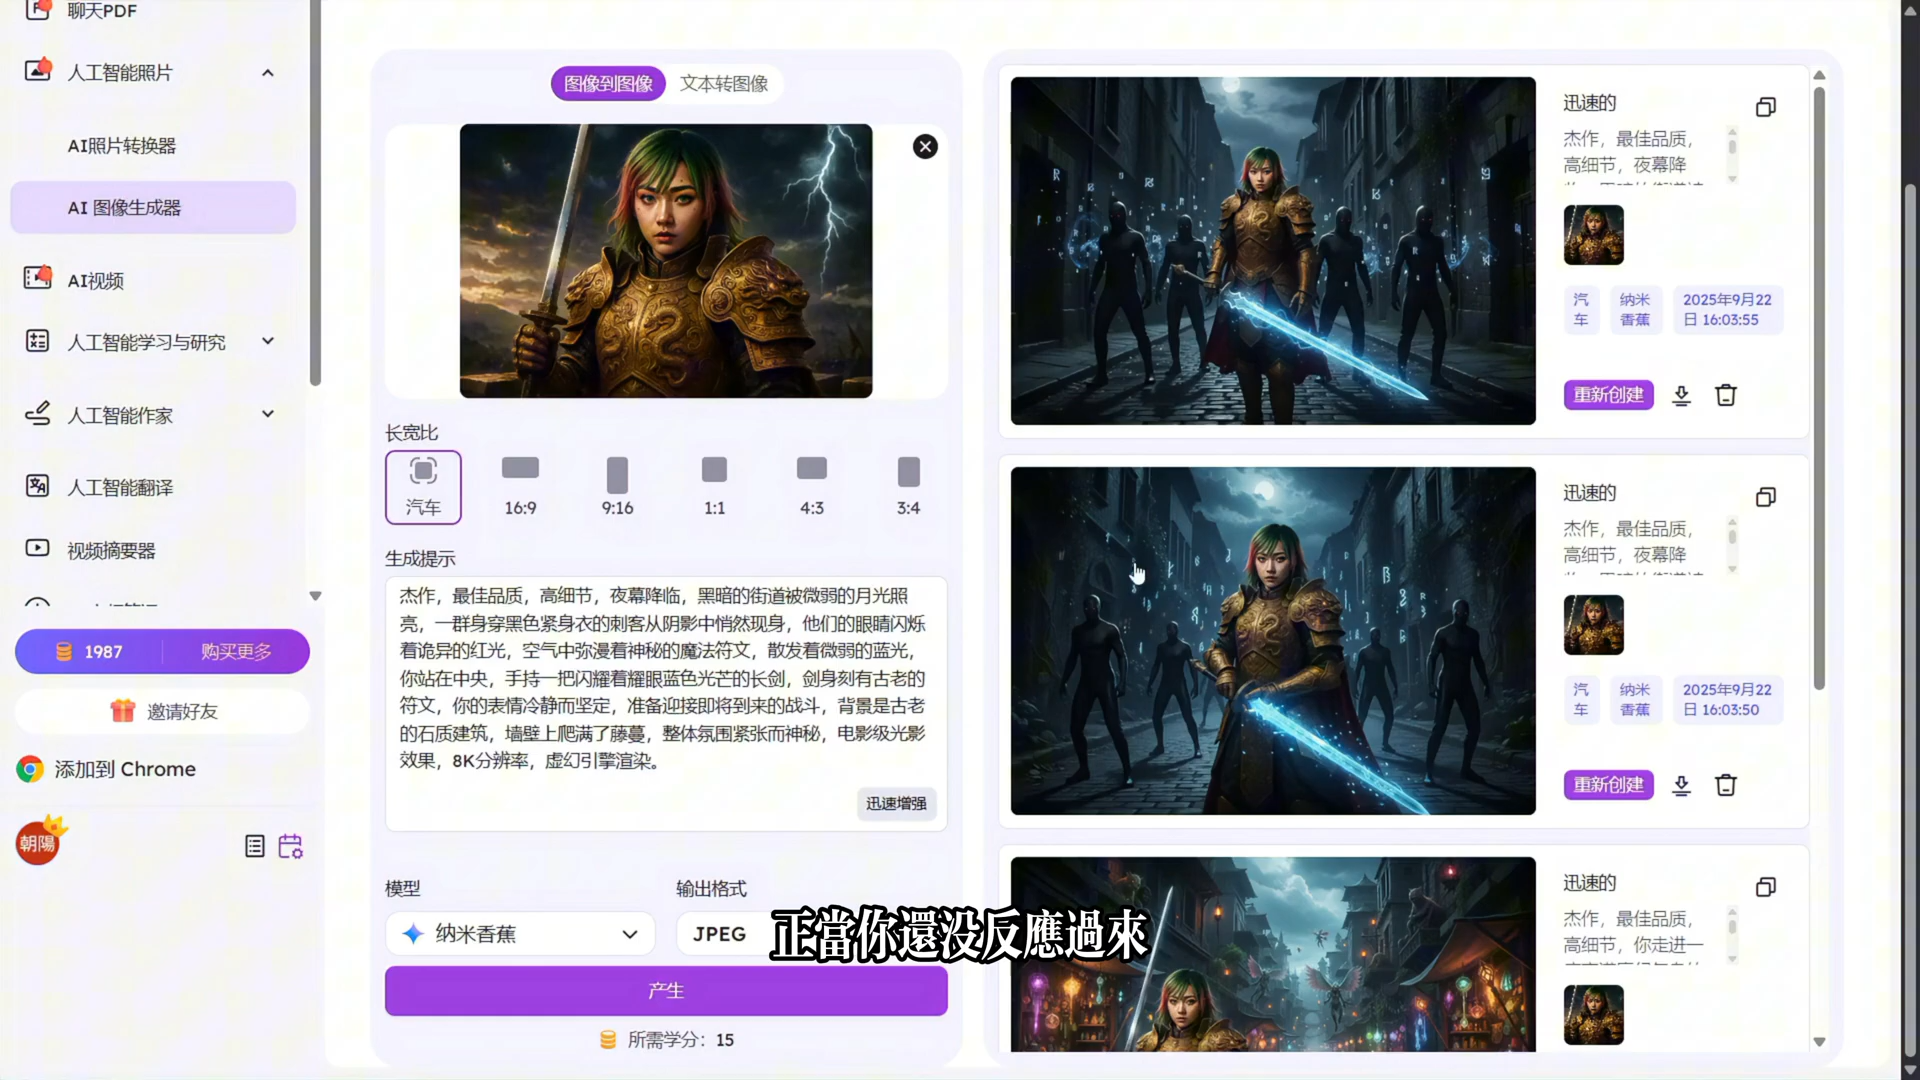 聊天PDF
人工智能照片
AI照片转换器
AI 图像生成器
AI视频
人工智能学习与研究
人工智能作家
人工智能翻译
视频摘要器
1987
购买更多
邀请好友
添加到 Chrome
朝陽
图像到图像
文本转图像
长宽比
汽车
16:9
9:16
1:1
4:3
3:4
生成提示
杰作，最佳品质，高细节，夜幕降临，黑暗的街道被微弱的月光照
亮，一群身穿黑色紧身衣的刺客从阴影中悄然现身，他们的眼睛闪烁
着诡异的红光，空气中弥漫着神秘的魔法符文，散发着微弱的蓝光，
你站在中央，手持一把闪耀着耀眼蓝色光芒的长剑，剑身刻有古老的
符文，你的表情冷静而坚定，准备迎接即将到来的战斗，背景是古老
的石质建筑，墙壁上爬满了藤蔓，整体氛围紧张而神秘，电影级光影
效果，8K分辨率，虚幻引擎渲染。
迅速增强
模型
输出格式
纳米香蕉
JPEG
正當你還没反應過來
产生
所需学分：15
迅速的
杰作，最佳品质，
高细节，夜幕降
汽
车
纳米
香蕉
2025年9月22
日 16:03:55
重新创建
迅速的
杰作，最佳品质，
高细节，夜幕降
汽
车
纳米
香蕉
2025年9月22
日 16:03:50
重新创建
迅速的
杰作，最佳品质，
高细节，你走进一